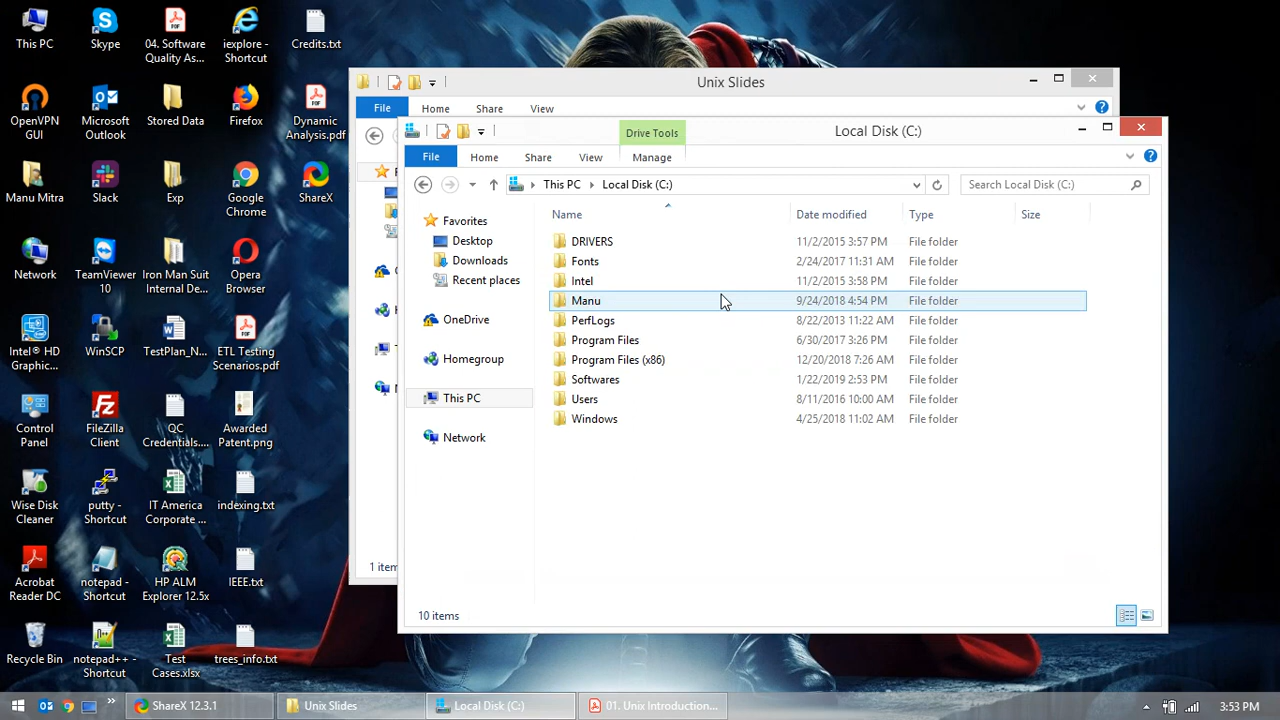 This PC
Skype
04. Software
Quality As...
iexplore -
Shortcut
Credits.txt
OpenVPN
GUI
Microsoft
Outlook
Stored Data
Firefox
Dynamic
Analysis.pdf
Manu Mitra
Slack
Exp
Google
Chrome
ShareX
Network
TeamViewer
10
Iron Man Suit
Internal De...
Opera
Browser
Intel® HD
Graphic...
WinSCP
TestPlan_N...
ETL Testing
Scenarios.pdf
Control
Panel
FileZilla
Client
QC
Credentials....
Awarded
Patent.png
Wise Disk
Cleaner
putty -
Shortcut
IT America
Corporate ...
indexing.txt
Acrobat
Reader DC
notepad -
Shortcut
HP ALM
Explorer 12.5x
IEEE.txt
Recycle Bin
notepad++ -
Shortcut
Test
Cases.xlsx
trees_info.txt
Unix Slides
File Home Share View
1 item
Drive Tools
Local Disk (C:)
File Home Share View Manage
This PC Local Disk (C:)
Search Local Disk (C:)
Favorites
Desktop
Downloads
Recent places
OneDrive
Homegroup
This PC
Network
Name Date modified Type Size
DRIVERS 11/2/2015 3:57 PM File folder
Fonts 2/24/2017 11:31 AM File folder
Intel 11/2/2015 3:58 PM File folder
Manu 9/24/2018 4:54 PM File folder
PerfLogs 8/22/2013 11:22 AM File folder
Program Files 6/30/2017 3:26 PM File folder
Program Files (x86) 12/20/2018 7:26 AM File folder
Softwares 1/22/2019 2:53 PM File folder
Users 8/11/2016 10:00 AM File folder
Windows 4/25/2018 11:02 AM File folder
10 items
ShareX 12.3.1
Unix Slides
Local Disk (C:)
01. Unix Introduction...
3:53 PM